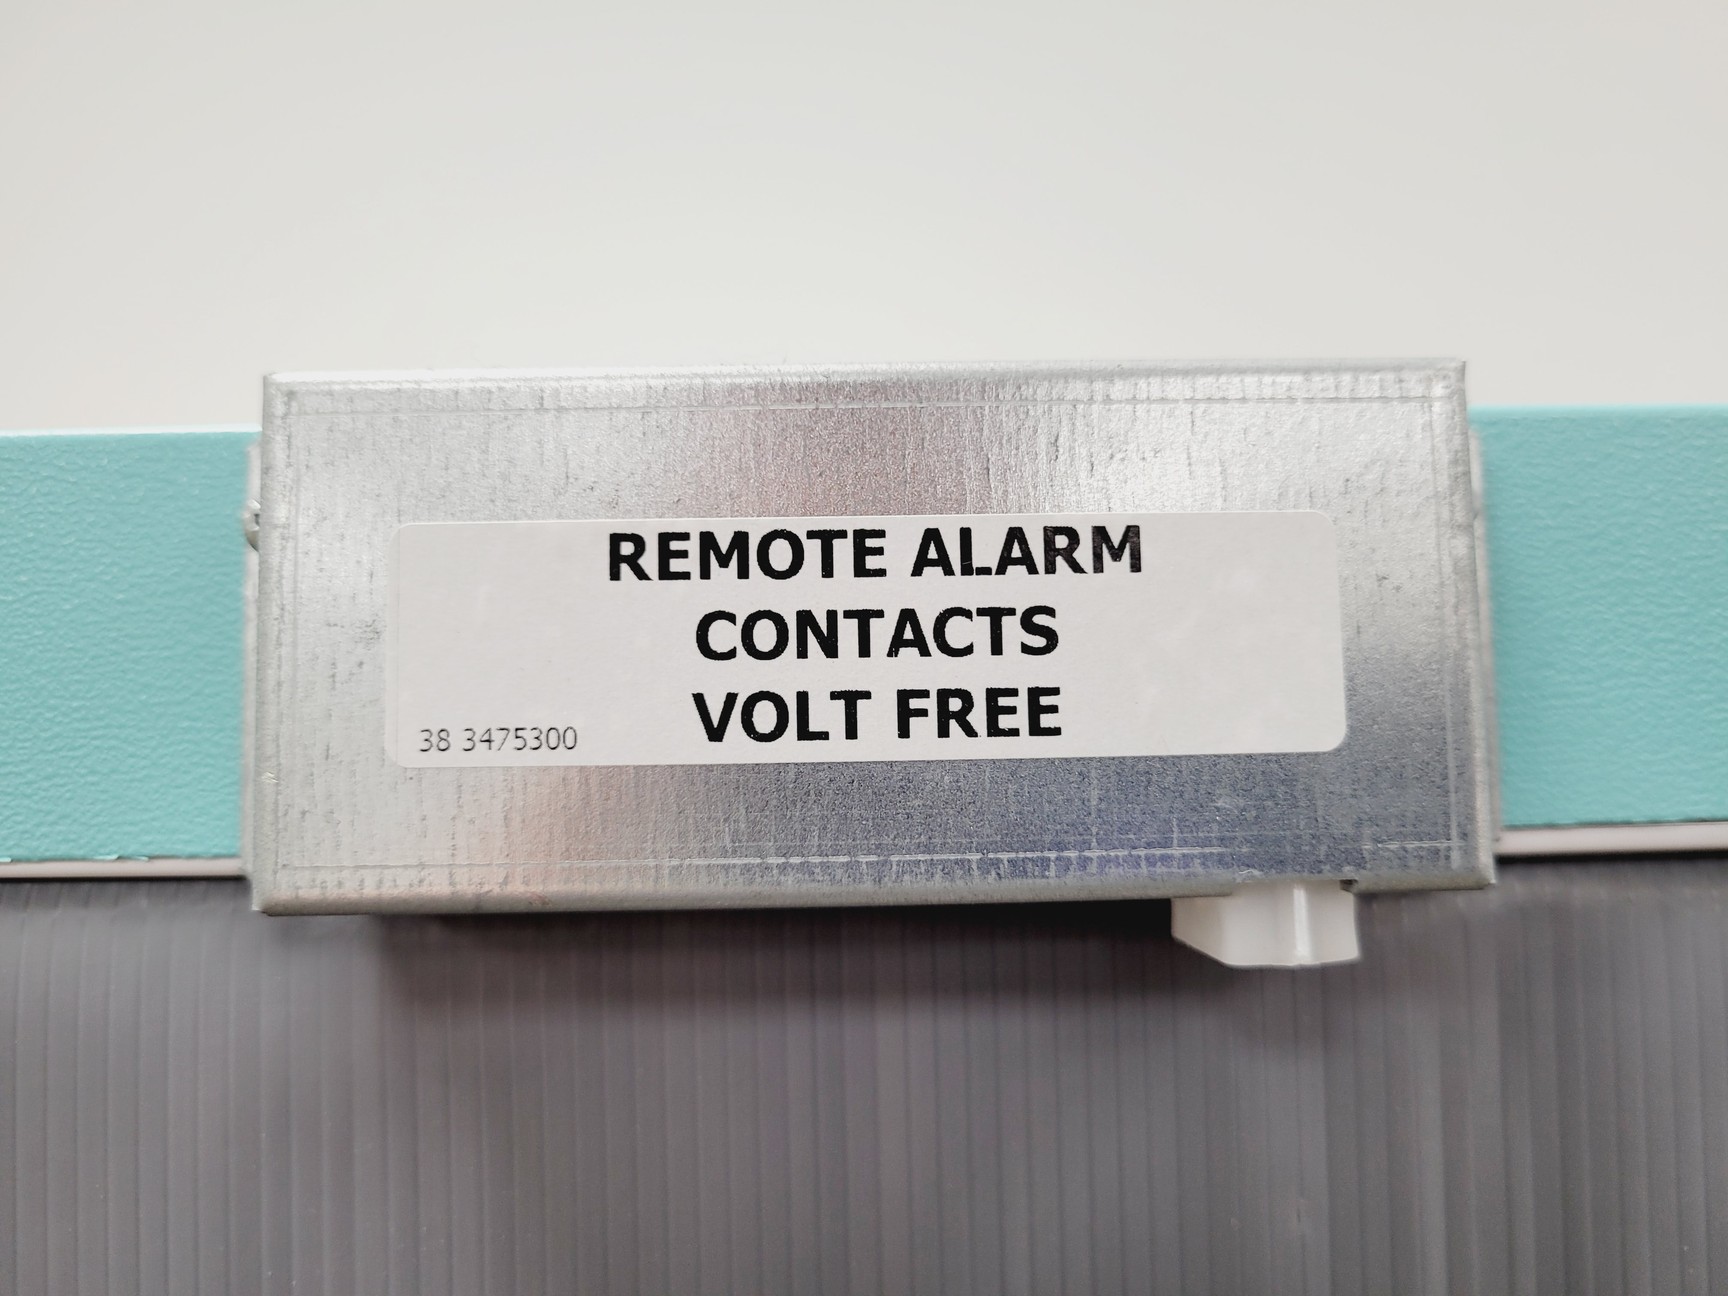 REMOTE ALARM
CONTACTS
VOLT FREE
38 3475300